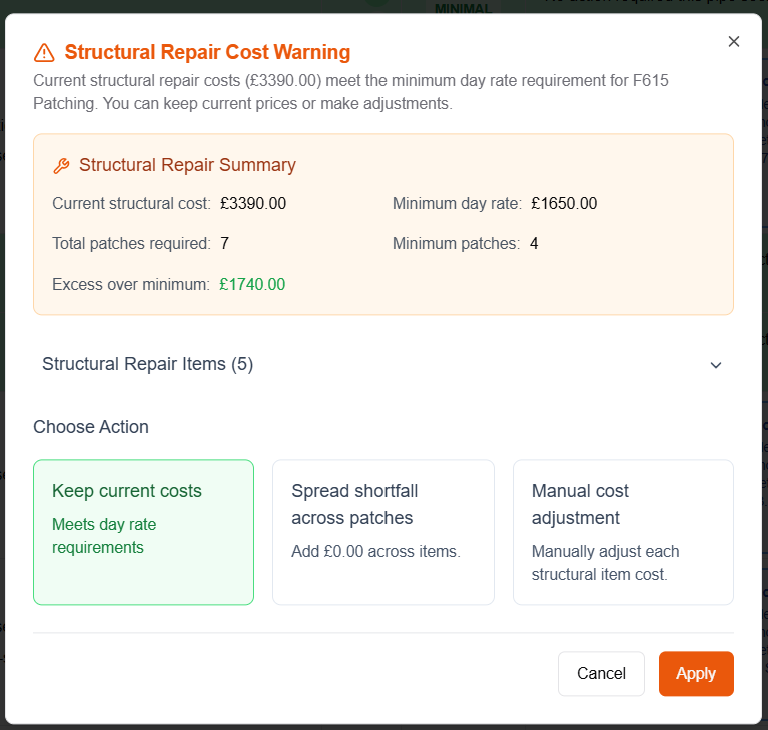 MINIMAL
Structural Repair Cost Warning
Current structural repair costs (£3390.00) meet the minimum day rate requirement for F615
Patching. You can keep current prices or make adjustments.
Structural Repair Summary
Current structural cost: £3390.00
Minimum day rate: £1650.00
Total patches required: 7
Minimum patches: 4
Excess over minimum: £1740.00
Structural Repair Items (5)
Choose Action
Keep current costs
Meets day rate
requirements
Spread shortfall
across patches
Add £0.00 across items.
Manual cost
adjustment
Manually adjust each
structural item cost.
Cancel
Apply